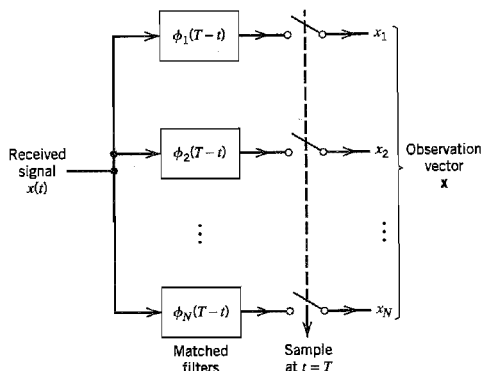 ϕ₁(T−t)
x₁
ϕ₂(T−t)
x₂
Received
signal
x(t)
Observation
vector
x
⋮
⋮
ϕN(T−t)
xN
Matched
filters
Sample
at t = T